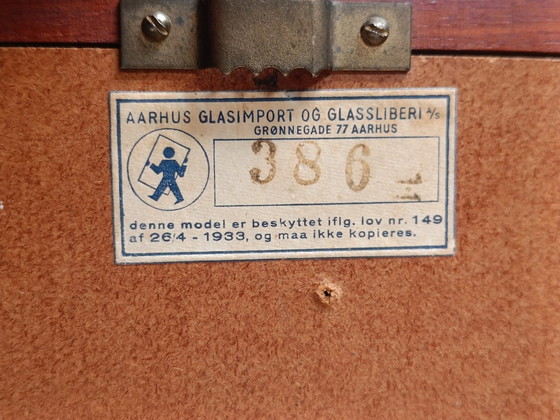 AARHUS GLASIMPORT OG GLASSLIBERI A/S
GRØNNEGADE 77 AARHUS
386
denne model er beskyttet iflg. lov nr. 149
af 26/4 - 1933, og maa ikke kopieres.